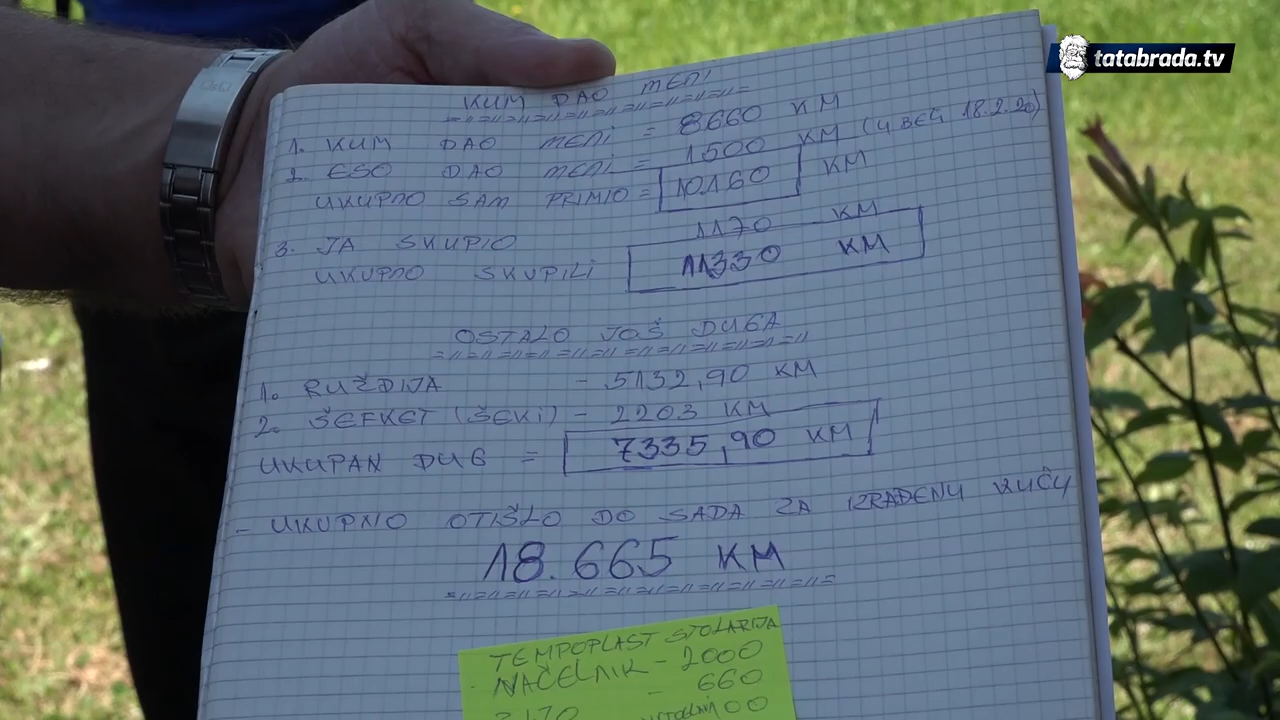 tatabrada.tv
KUM DAO MENI
1. KUM DAO MENI = 8660 KM
2. ESO DAO MENI = 1500 KM (U BEČ 18.2.20)
UKUPNO SAM PRIMIO = 10160 KM
3. JA SKUPIO 1170 KM
UKUPNO SKUPILI 11330 KM
OSTALO JOŠ DUGA
1. RUŽDIJA - 5132,90 KM
2. ŠEFKET (ŠEKI) - 2203 KM
UKUPAN DUG = 7335,90 KM
- UKUPNO OTIŠLO DO SADA ZA IZRAĐENU KUĆU
18.665 KM
TEMPOPLAST STOLARIJA
- NAČELNIK - 2000
- 660